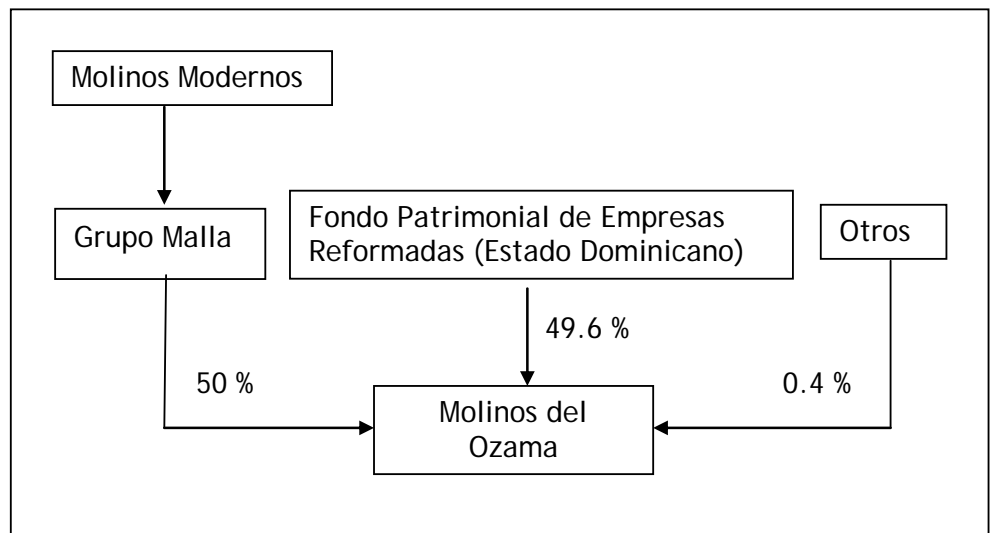 Molinos Modernos
Grupo Malla
Fondo Patrimonial de Empresas
Reformadas (Estado Dominicano)
Otros
49.6 %
50 %
0.4 %
Molinos del
Ozama